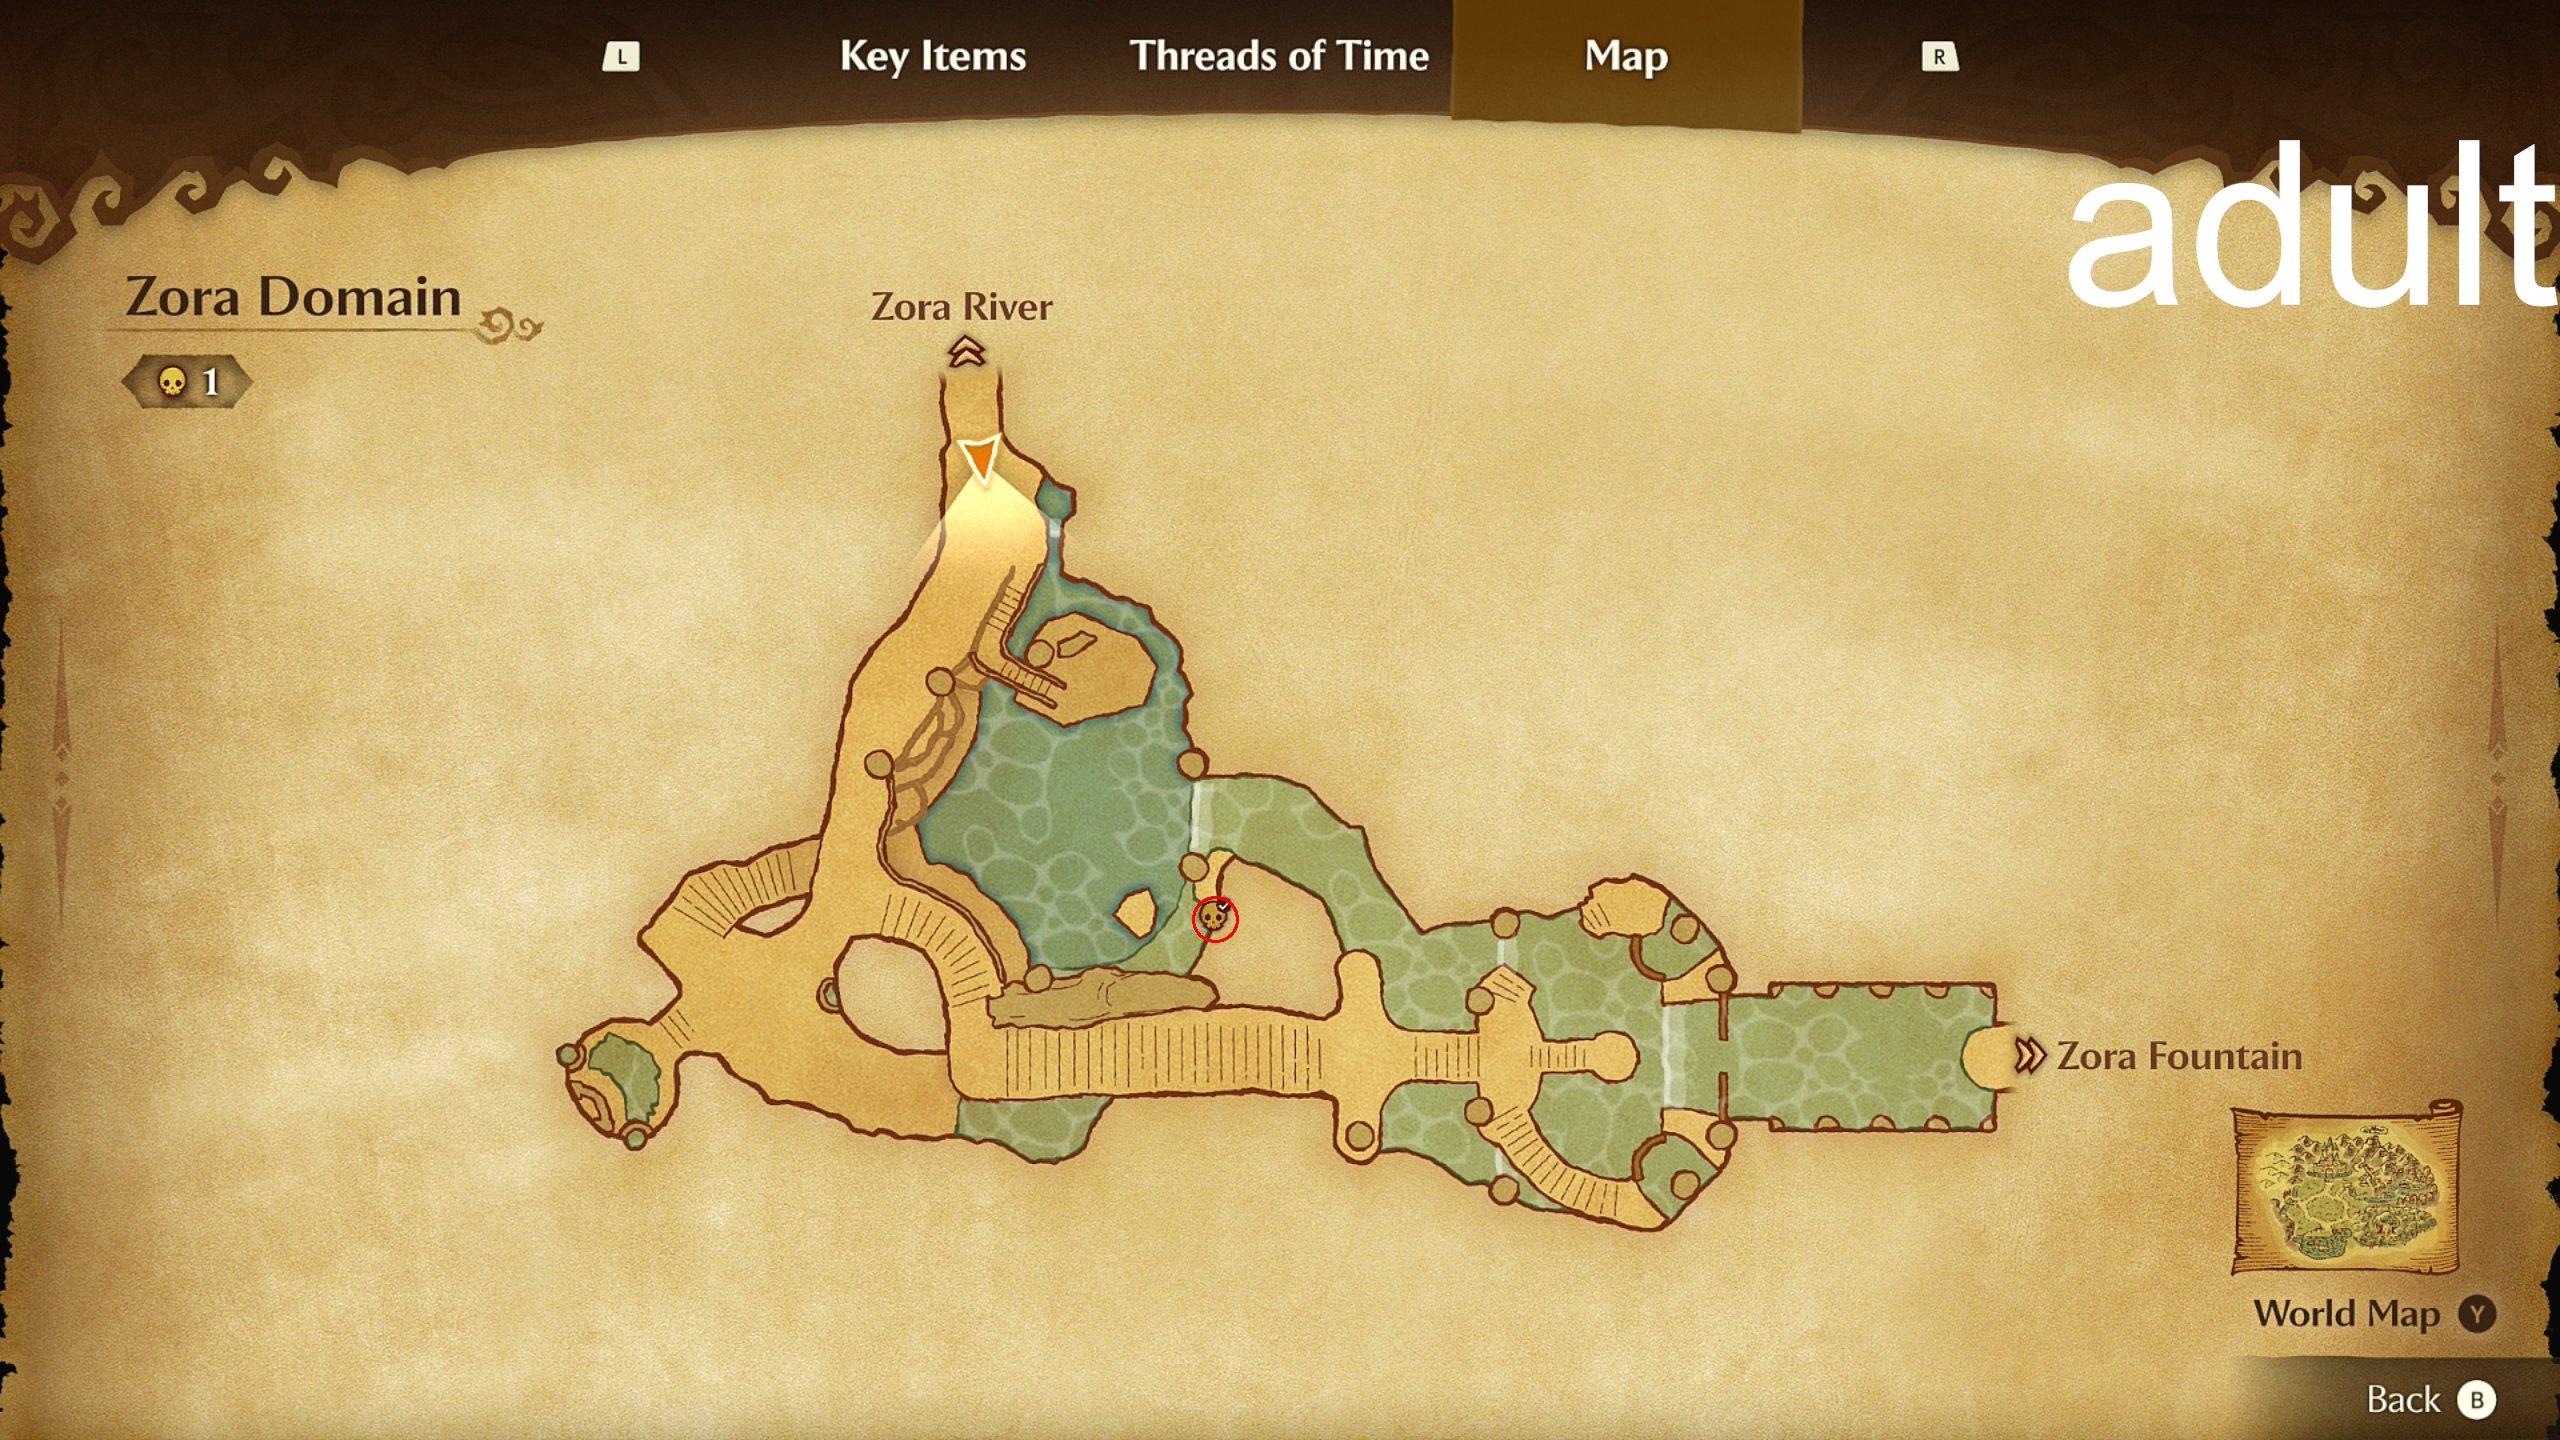 L Key Items Threads of Time Map R
adult
Zora Domain
1
Zora River
Zora Fountain
World Map Y
Back B